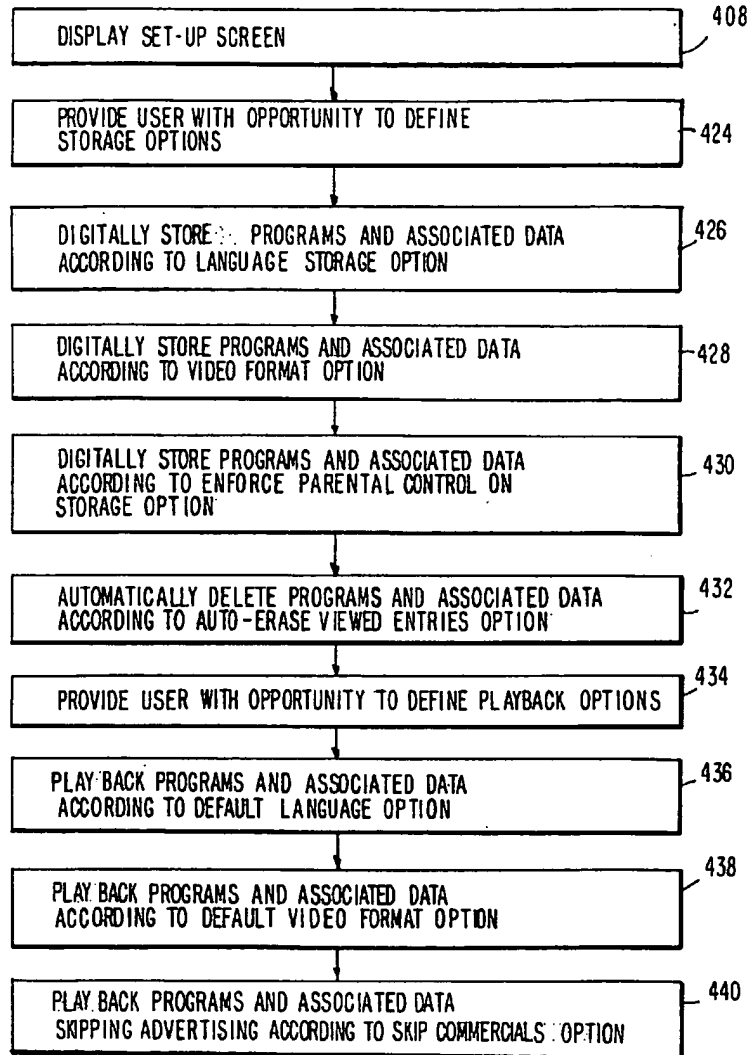 DISPLAY SET-UP SCREEN
408
PROVIDE USER WITH OPPORTUNITY TO DEFINE
STORAGE OPTIONS
424
DIGITALLY STORE PROGRAMS AND ASSOCIATED DATA
ACCORDING TO LANGUAGE STORAGE OPTION
426
DIGITALLY STORE PROGRAMS AND ASSOCIATED DATA
ACCORDING TO VIDEO FORMAT OPTION
428
DIGITALLY STORE PROGRAMS AND ASSOCIATED DATA
ACCORDING TO ENFORCE PARENTAL CONTROL ON
STORAGE OPTION
430
AUTOMATICALLY DELETE PROGRAMS AND ASSOCIATED DATA
ACCORDING TO AUTO-ERASE VIEWED ENTRIES OPTION
432
PROVIDE USER WITH OPPORTUNITY TO DEFINE PLAYBACK OPTIONS
434
PLAY BACK PROGRAMS AND ASSOCIATED DATA
ACCORDING TO DEFAULT LANGUAGE OPTION
436
PLAY BACK PROGRAMS AND ASSOCIATED DATA
ACCORDING TO DEFAULT VIDEO FORMAT OPTION
438
PLAY BACK PROGRAMS AND ASSOCIATED DATA
SKIPPING ADVERTISING ACCORDING TO SKIP COMMERCIALS OPTION
440